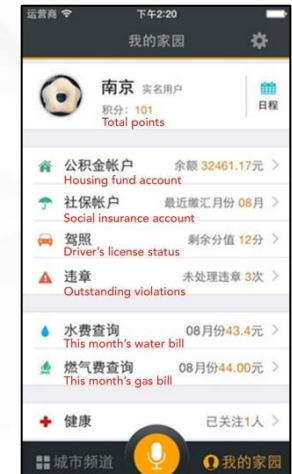 运营商 下午2:20
我的家园
南京 实名用户
积分: 101
Total points
日程
公积金帐户 余额 32461.17元
Housing fund account
社保帐户 最近缴汇月份 08月
Social insurance account
驾照 剩余分值 12分
Driver's license status
违章 未处理违章 3次
Outstanding violations
水费查询 08月份43.4元
This month's water bill
燃气费查询 08月份44.00元
This month's gas bill
健康 已关注1人
城市频道 我的家园